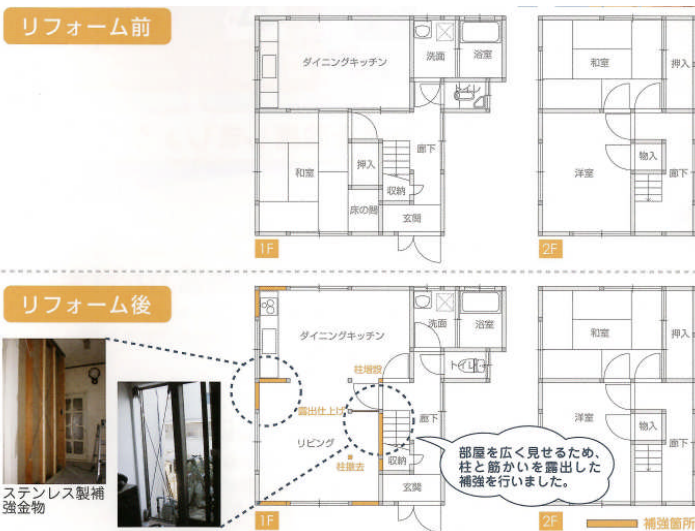 リフォーム前
ダイニングキッチン
洗面
浴室
トイレ
和室
押入
床の間
廊下
収納
玄関
1F
和室
押入
洋室
物入
廊下
2F
リフォーム後
ダイニングキッチン
洗面
浴室
トイレ
柱増設
露出仕上げ
リビング
柱撤去
廊下
収納
玄関
1F
部屋を広く見せるため、
柱と筋かいを露出した
補強を行いました。
和室
押入
洋室
物入
廊下
2F
補強箇所
ステンレス製補
強金物